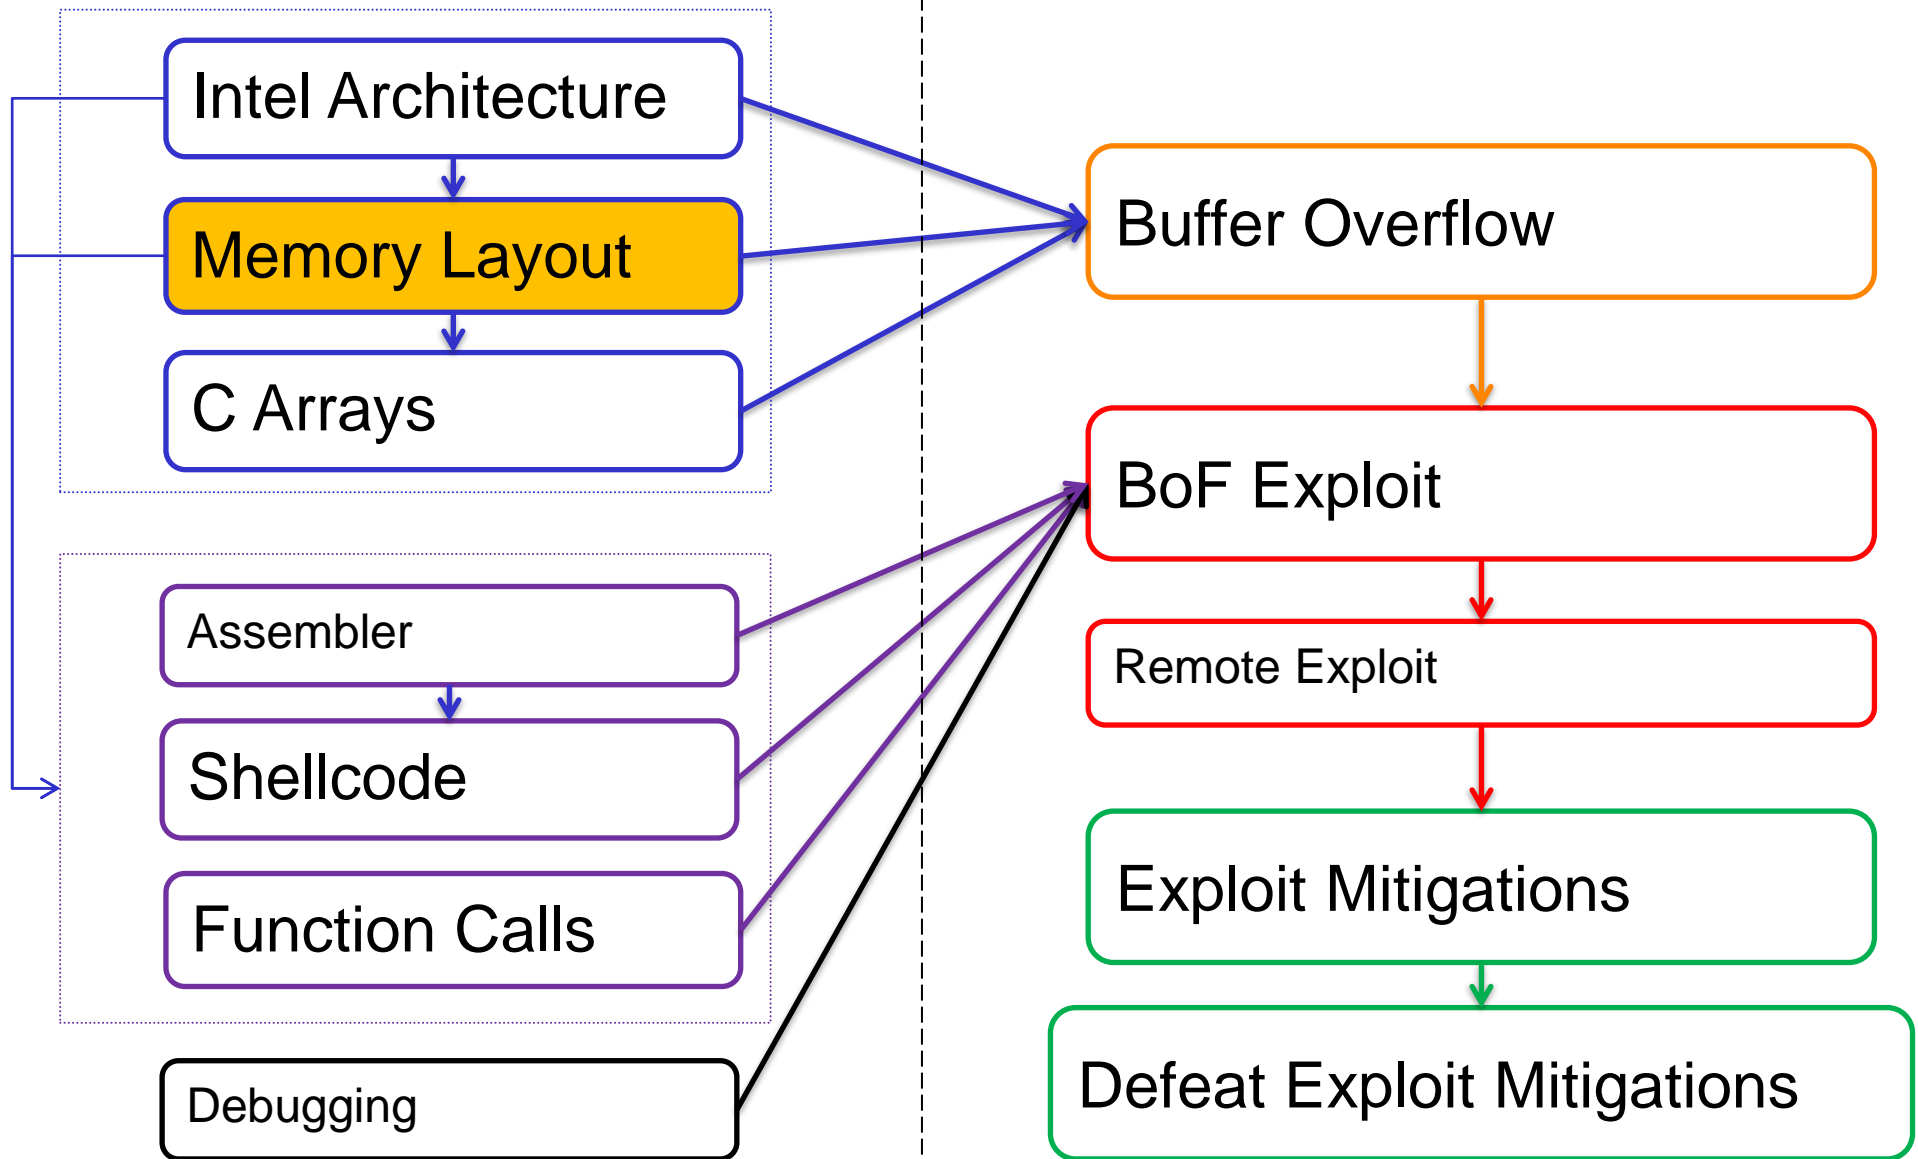 Intel Architecture
Memory Layout
C Arrays
Assembler
Shellcode
Function Calls
Debugging
Buffer Overflow
BoF Exploit
Remote Exploit
Exploit Mitigations
Defeat Exploit Mitigations